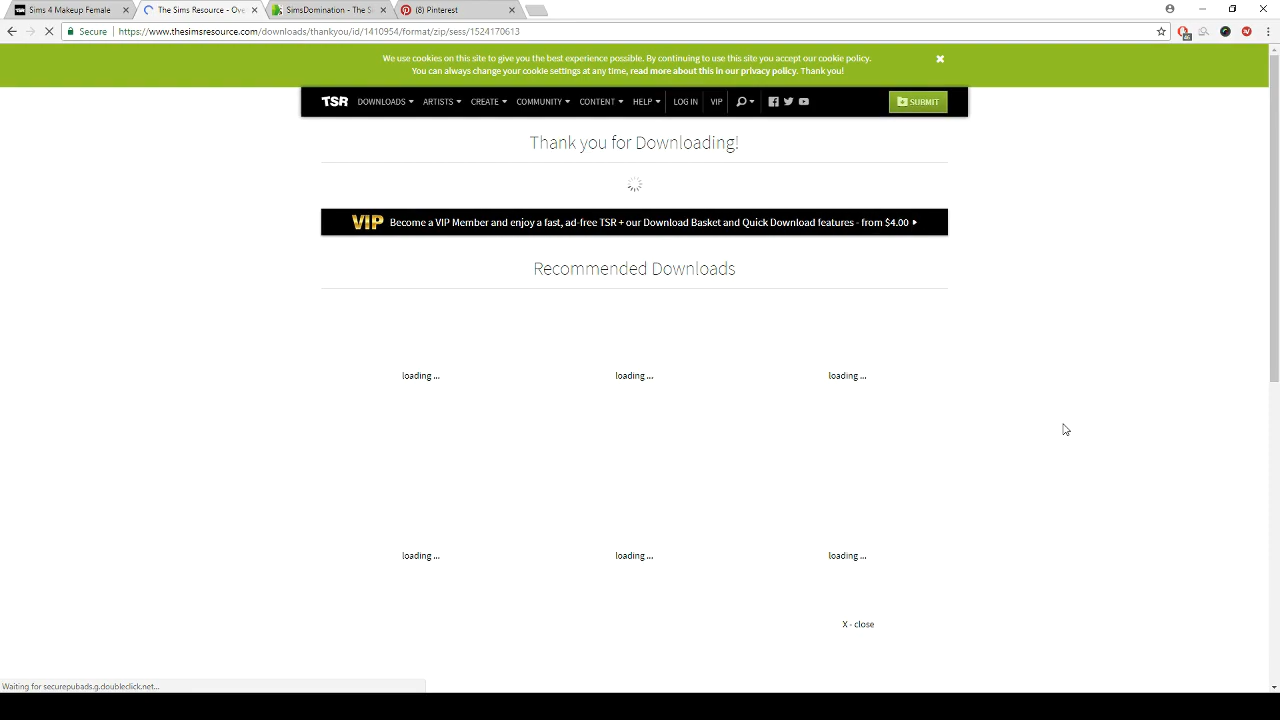 Sims 4 Makeup Female
The Sims Resource - Ove
SimsDomination - The S
(8) Pinterest
Secure
https://www.thesimsresource.com/downloads/thankyou/id/1410954/format/zip/sess/1524170613
We use cookies on this site to give you the best experience possible. By continuing to use this site you accept our cookie policy.
You can always change your cookie settings at any time, read more about this in our privacy policy. Thank you!
TSR DOWNLOADS ARTISTS CREATE COMMUNITY CONTENT HELP LOG IN VIP SUBMIT
Thank you for Downloading!
VIP Become a VIP Member and enjoy a fast, ad-free TSR + our Download Basket and Quick Download features - from $4.00
Recommended Downloads
loading ... loading ... loading ...
loading ... loading ... loading ...
X - close
Waiting for securepubads.g.doubleclick.net...